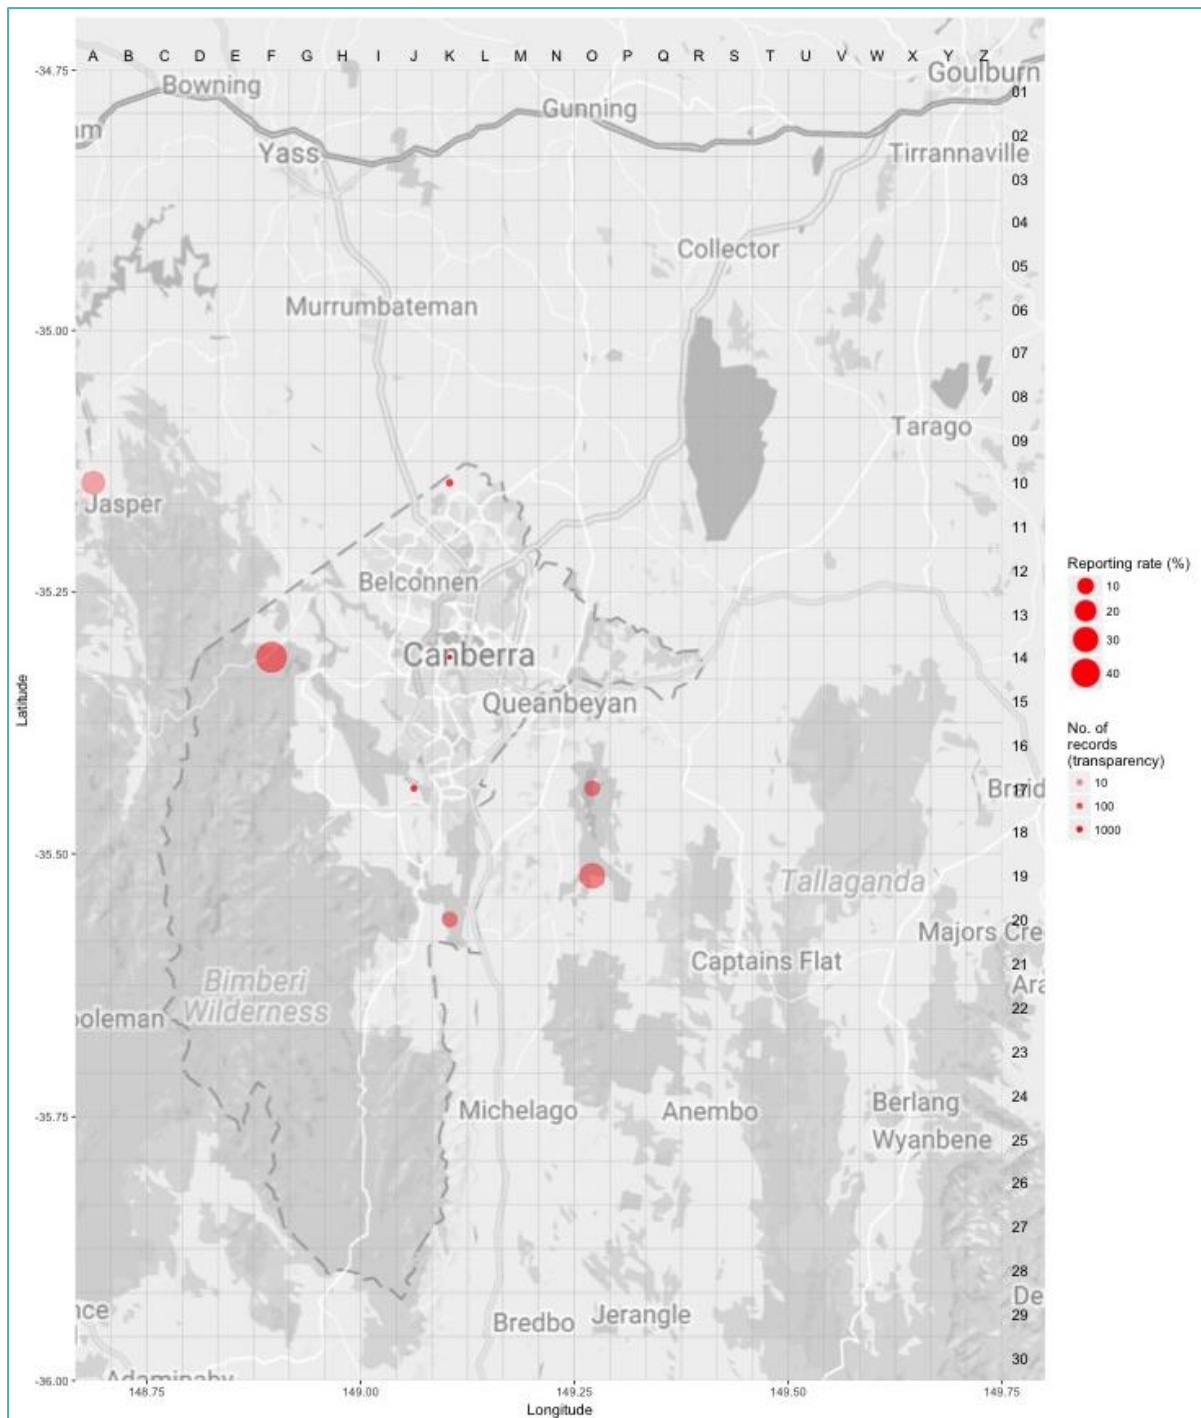 A B C D E F G H I J K L M N O P Q R S T U V W X Y Z
-34.75
Bowning
Goulburn
01
Gunning
02
Yass
Tirrannaville
03
04
Collector
05
Murrumbateman
06
-35.00
07
08
Tarago
09
10
Jasper
11
Belconnen
12
-35.25
13
Canberra
14
Queanbeyan
15
16
17
18
-35.50
19
Tallaganda
20
Majors Cre
Captains Flat
21
Bimberi
Wilderness
22
ooleman
23
24
Michelago
Anembo
Berlang
-35.75
25
Wyanbene
26
27
28
29
Bredbo
Jerangle
30
-36.00
Adaminaby
148.75 149.00 149.25 149.50 149.75
Longitude
Latitude
Reporting rate (%)
10
20
30
40
No. of
records
(transparency)
10
100
1000